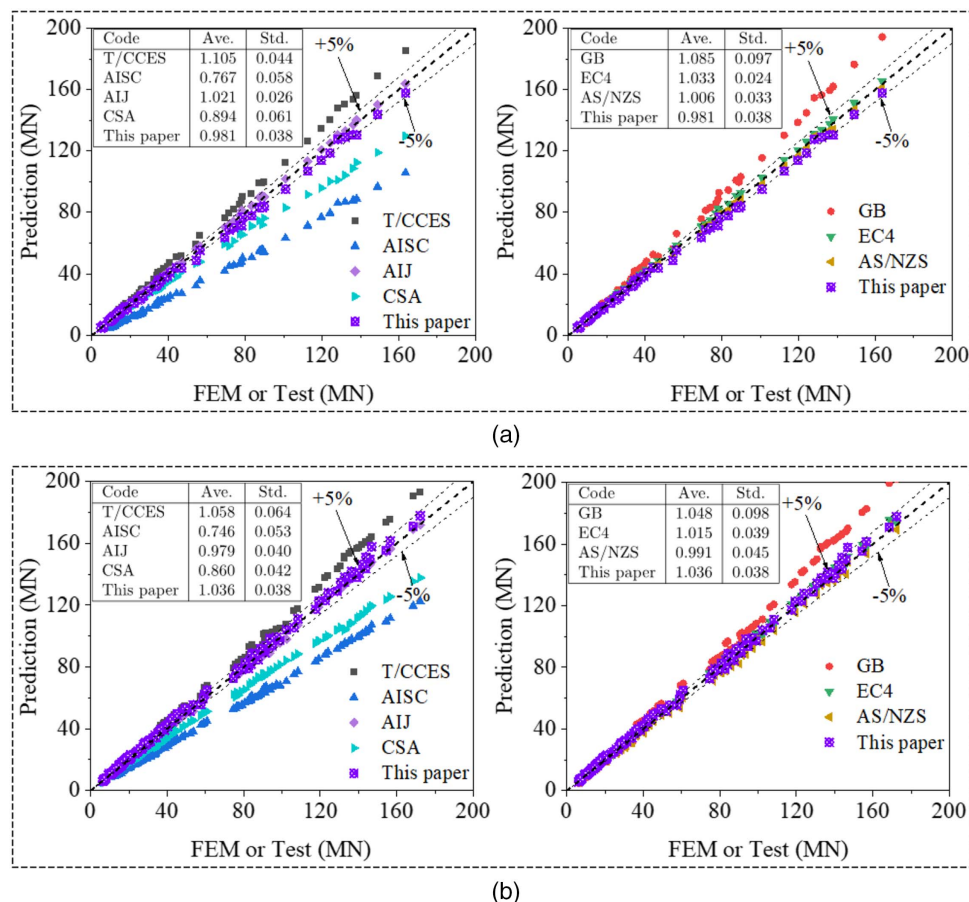 200
160
120
80
40
0
Prediction (MN)
Code Ave. Std.
T/CCES 1.105 0.044
AISC 0.767 0.058
AIJ 1.021 0.026
CSA 0.894 0.061
This paper 0.981 0.038
+5%
-5%
T/CCES
AISC
AIJ
CSA
This paper
0 40 80 120 160 200
FEM or Test (MN)
200
160
120
80
40
0
Prediction (MN)
Code Ave. Std.
GB 1.085 0.097
EC4 1.033 0.024
AS/NZS 1.006 0.033
This paper 0.981 0.038
+5%
-5%
GB
EC4
AS/NZS
This paper
0 40 80 120 160 200
FEM or Test (MN)
(a)
200
160
120
80
40
0
Prediction (MN)
Code Ave. Std.
T/CCES 1.058 0.064
AISC 0.746 0.053
AIJ 0.979 0.040
CSA 0.860 0.042
This paper 1.036 0.038
+5%
-5%
T/CCES
AISC
AIJ
CSA
This paper
0 40 80 120 160 200
FEM or Test (MN)
200
160
120
80
40
0
Prediction (MN)
Code Ave. Std.
GB 1.048 0.098
EC4 1.015 0.039
AS/NZS 0.991 0.045
This paper 1.036 0.038
+5%
-5%
GB
EC4
AS/NZS
This paper
0 40 80 120 160 200
FEM or Test (MN)
(b)